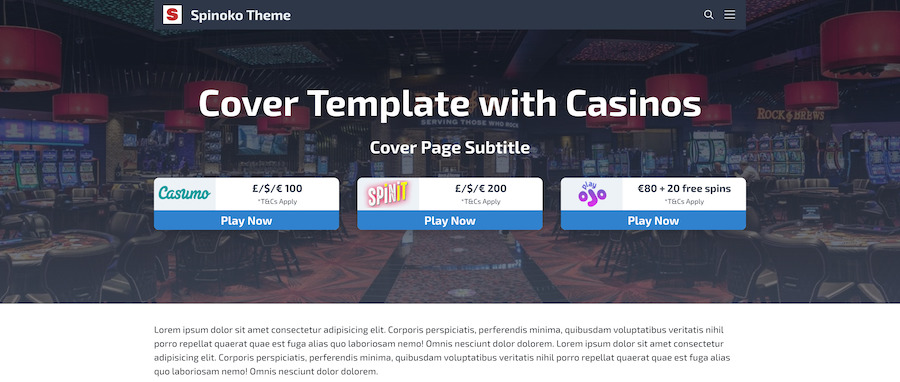 S Spinoko Theme
Cover Template with Casinos
SERVING THOSE WHO ROCK
ROCK & BREWS
Cover Page Subtitle
Casumo
£/$/€ 100
*T&Cs Apply
Play Now
SPINiT
£/$/€ 200
*T&Cs Apply
Play Now
play
OJO
€80 + 20 free spins
*T&Cs Apply
Play Now
Lorem ipsum dolor sit amet consectetur adipisicing elit. Corporis perspiciatis, perferendis minima, quibusdam voluptatibus veritatis nihil
porro repellat quaerat quae est fuga alias quo laboriosam nemo! Omnis nesciunt dolor dolorem. Lorem ipsum dolor sit amet consectetur
adipisicing elit. Corporis perspiciatis, perferendis minima, quibusdam voluptatibus veritatis nihil porro repellat quaerat quae est fuga alias
quo laboriosam nemo! Omnis nesciunt dolor dolorem.